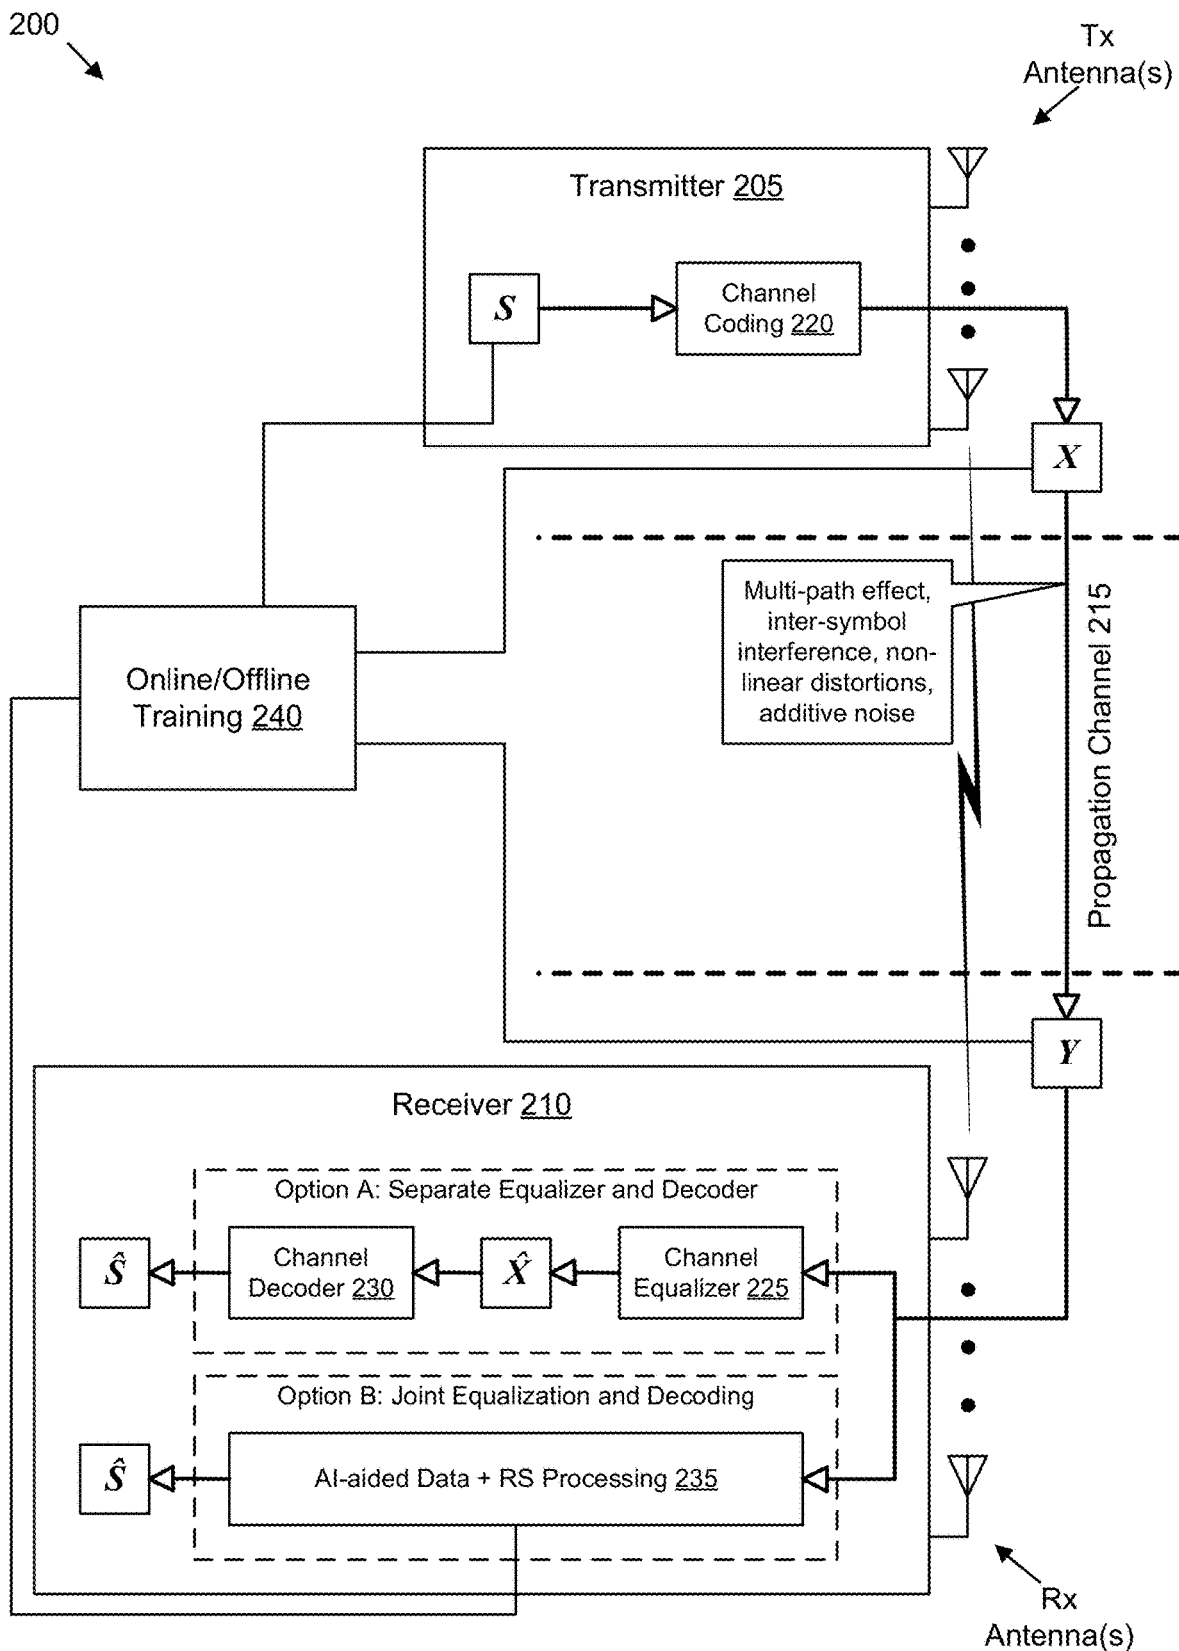 200
Tx
Antenna(s)
Transmitter 205
S
Channel
Coding 220
X
Multi-path effect,
inter-symbol
interference, non-
linear distortions,
additive noise
Propagation Channel 215
Online/Offline
Training 240
Y
Receiver 210
Option A: Separate Equalizer and Decoder
Ŝ
Channel
Decoder 230
X̂
Channel
Equalizer 225
Option B: Joint Equalization and Decoding
Ŝ
AI-aided Data + RS Processing 235
Rx
Antenna(s)